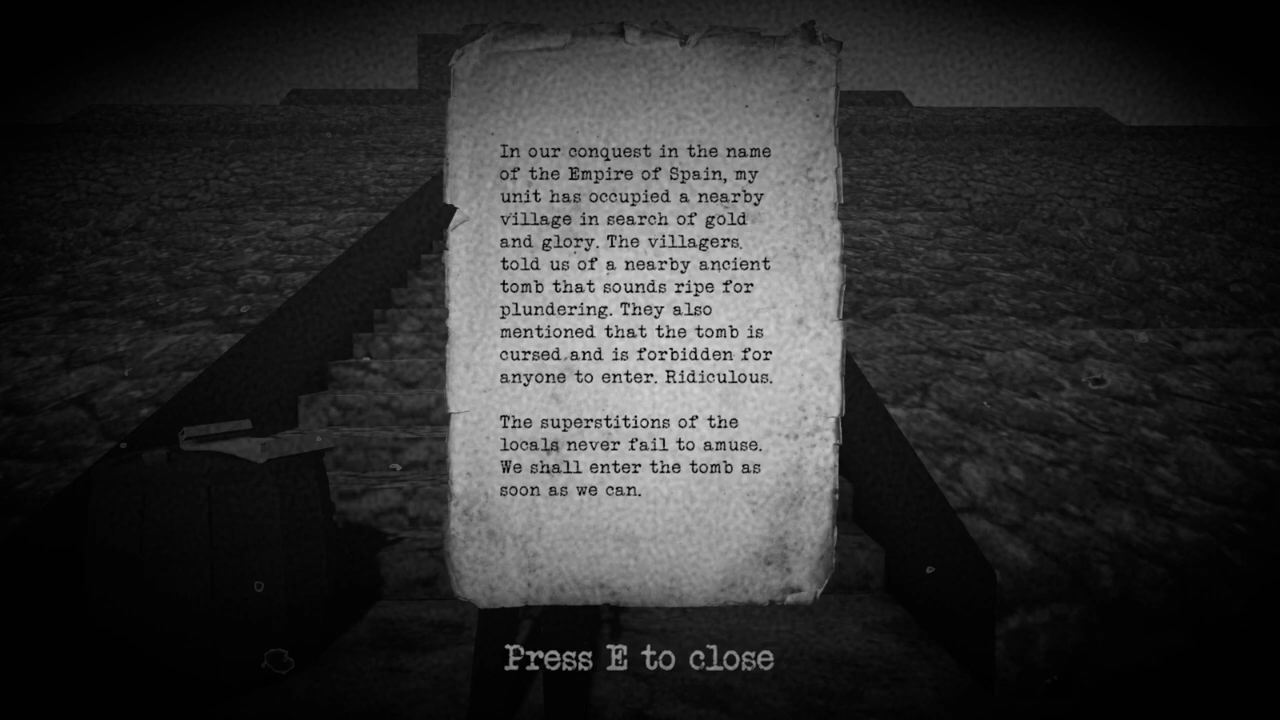 In our conquest in the name
of the Empire of Spain, my
unit has occupied a nearby
village in search of gold
and glory. The villagers
told us of a nearby ancient
tomb that sounds ripe for
plundering. They also
mentioned that the tomb is
cursed and is forbidden for
anyone to enter. Ridiculous.
The superstitions of the
locals never fail to amuse.
We shall enter the tomb as
soon as we can.
Press E to close